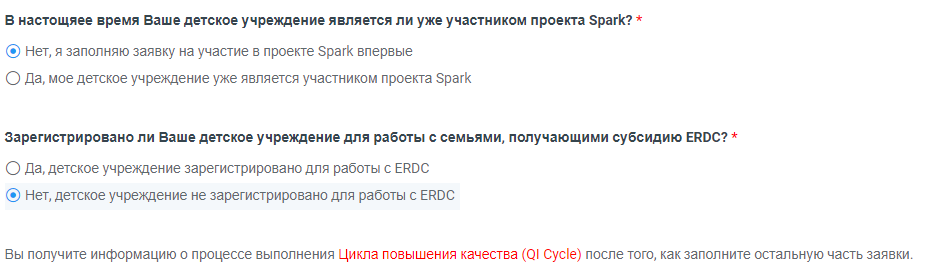 В настощяее время Ваше детское учреждение является ли уже участником проекта Spark? *
Нет, я заполняю заявку на участие в проекте Spark впервые
Да, мое детское учреждение уже является участником проекта Spark
Зарегистрировано ли Ваше детское учреждение для работы с семьями, получающими субсидию ERDC? *
Да, детское учреждение зарегистрировано для работы с ERDC
Нет, детское учреждение не зарегистрировано для работы с ERDC
Вы получите информацию о процессе выполнения Цикла повышения качества (QI Cycle) после того, как заполните остальную часть заявки.